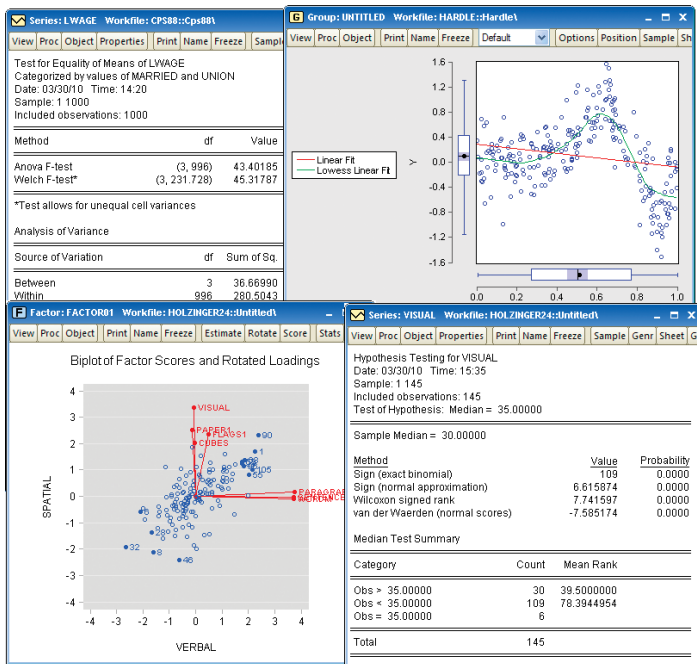 Series: LWAGE Workfile: CPS88::Cps88\
View Proc Object Properties Print Name Freeze Sampl
Test for Equality of Means of LWAGE
Categorized by values of MARRIED and UNION
Date: 03/30/10 Time: 14:20
Sample: 1 1000
Included observations: 1000
Method df Value
Anova F-test (3, 996) 43.40185
Welch F-test* (3, 231.728) 45.31787
*Test allows for unequal cell variances
Analysis of Variance
Source of Variation df Sum of Sq.
Between 3 36.66990
Within 996 280.5043
G Group: UNTITLED Workfile: HARDLE::Hardle\
View Proc Object Print Name Freeze Default Options Position Sample Sh
1.6
1.2
0.8
0.4
0.0
-0.4
-0.8
-1.2
-1.6
Y
Linear Fit
Lowess Linear Fit
0.0 0.2 0.4 0.6 0.8 1.0
F Factor: FACTOR01 Workfile: HOLZINGER24::Untitled\
View Proc Object Print Name Freeze Estimate Rotate Score Stats
Biplot of Factor Scores and Rotated Loadings
4
3
2
1
0
-1
-2
-3
-4
SPATIAL
VISUAL
PAPER1
FLAGS1
CUBES
90
1
105
55
PARAGRAP
SENTENCE
28
32
8
46
-4 -3 -2 -1 0 1 2 3 4
VERBAL
Series: VISUAL Workfile: HOLZINGER24::Untitled\
View Proc Object Properties Print Name Freeze Sample Genr Sheet G
Hypothesis Testing for VISUAL
Date: 03/30/10 Time: 15:35
Sample: 1 145
Included observations: 145
Test of Hypothesis: Median = 35.00000
Sample Median = 30.00000
Method Value Probability
Sign (exact binomial) 109 0.0000
Sign (normal approximation) 6.615874 0.0000
Wilcoxon signed rank 7.741597 0.0000
van der Waerden (normal scores) -7.585174 0.0000
Median Test Summary
Category Count Mean Rank
Obs > 35.00000 30 39.5000000
Obs < 35.00000 109 78.3944954
Obs = 35.00000 6
Total 145